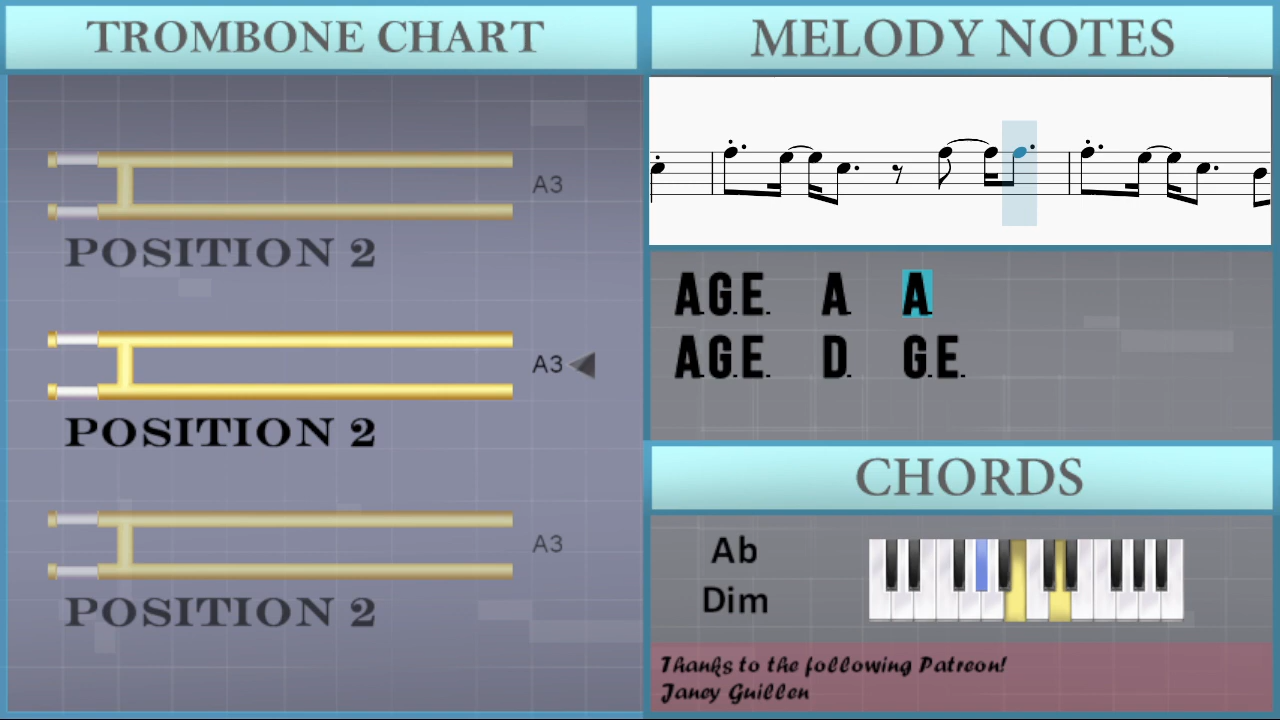 TROMBONE CHART
A3
POSITION 2
A3
POSITION 2
A3
POSITION 2
MELODY NOTES
A.G.E. A. A.
A.G.E. D. G.E.
CHORDS
Ab
Dim
Thanks to the following Patreon!
Janey Guillen